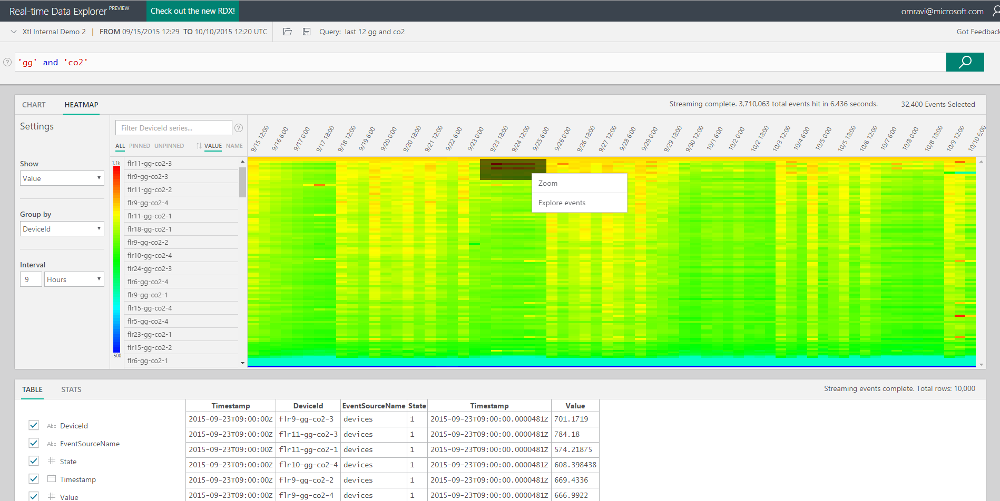 Real-time Data Explorer PREVIEW
Check out the new RDX!
omravi@microsoft.com
Xtl Internal Demo 2 | FROM 09/15/2015 12:29 TO 10/10/2015 12:20 UTC
Query: last 12 gg and co2
Got Feedback
?
'gg' and 'co2'
CHART
HEATMAP
Streaming complete. 3,710,063 total events hit in 6.436 seconds.
32,400 Events Selected
Settings
Show
Value
Group by
DeviceId
Interval
9
Hours
Filter DeviceId series...
?
ALL PINNED UNPINNED
VALUE NAME
1.1k
-500
flr11-gg-co2-3
flr9-gg-co2-3
flr11-gg-co2-2
flr9-gg-co2-4
flr11-gg-co2-1
flr18-gg-co2-1
flr9-gg-co2-2
flr10-gg-co2-4
flr24-gg-co2-3
flr6-gg-co2-4
flr9-gg-co2-1
flr15-gg-co2-4
flr5-gg-co2-4
flr23-gg-co2-1
flr15-gg-co2-2
flr6-gg-co2-1
9/15 12:00
9/16 6:00
9/17 0:00
9/17 18:00
9/18 12:00
9/19 6:00
9/20 0:00
9/20 18:00
9/21 12:00
9/22 6:00
9/23 0:00
9/23 18:00
9/24 12:00
9/25 6:00
9/26 0:00
9/26 18:00
9/27 12:00
9/28 6:00
9/29 0:00
9/29 18:00
9/30 12:00
10/1 6:00
10/2 0:00
10/2 18:00
10/3 12:00
10/4 6:00
10/5 0:00
10/5 18:00
10/6 12:00
10/7 6:00
10/8 0:00
10/8 18:00
10/9 12:00
10/10 6:00
Zoom
Explore events
TABLE
STATS
Streaming events complete. Total rows: 10,000
Abc DeviceId
Abc EventSourceName
State
Timestamp
Value
Timestamp DeviceId EventSourceName State Timestamp Value
2015-09-23T09:00:00Z flr9-gg-co2-3 devices 1 2015-09-23T09:00:00.0000481Z 701.1719
2015-09-23T09:00:00Z flr11-gg-co2-3 devices 1 2015-09-23T09:00:00.0000481Z 784.18
2015-09-23T09:00:00Z flr11-gg-co2-1 devices 1 2015-09-23T09:00:00.0000481Z 574.21875
2015-09-23T09:00:00Z flr10-gg-co2-4 devices 1 2015-09-23T09:00:00.0000481Z 608.398438
2015-09-23T09:00:00Z flr9-gg-co2-2 devices 1 2015-09-23T09:00:00.0000481Z 669.4336
2015-09-23T09:00:00Z flr9-gg-co2-4 devices 1 2015-09-23T09:00:00.0000481Z 666.9922